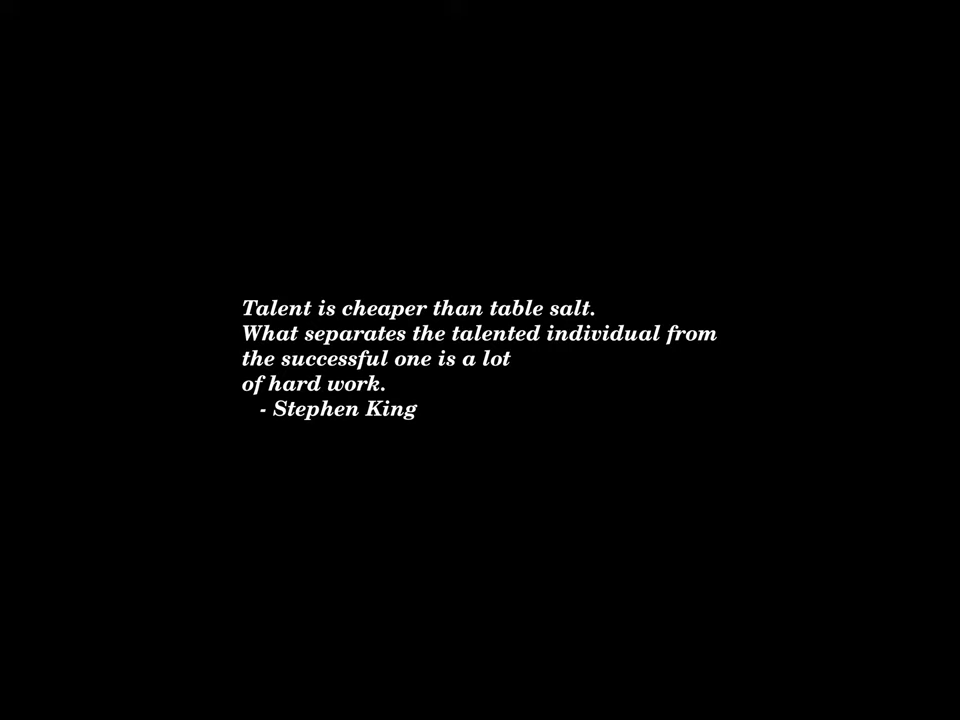 Talent is cheaper than table salt.
What separates the talented individual from
the successful one is a lot
of hard work.
- Stephen King